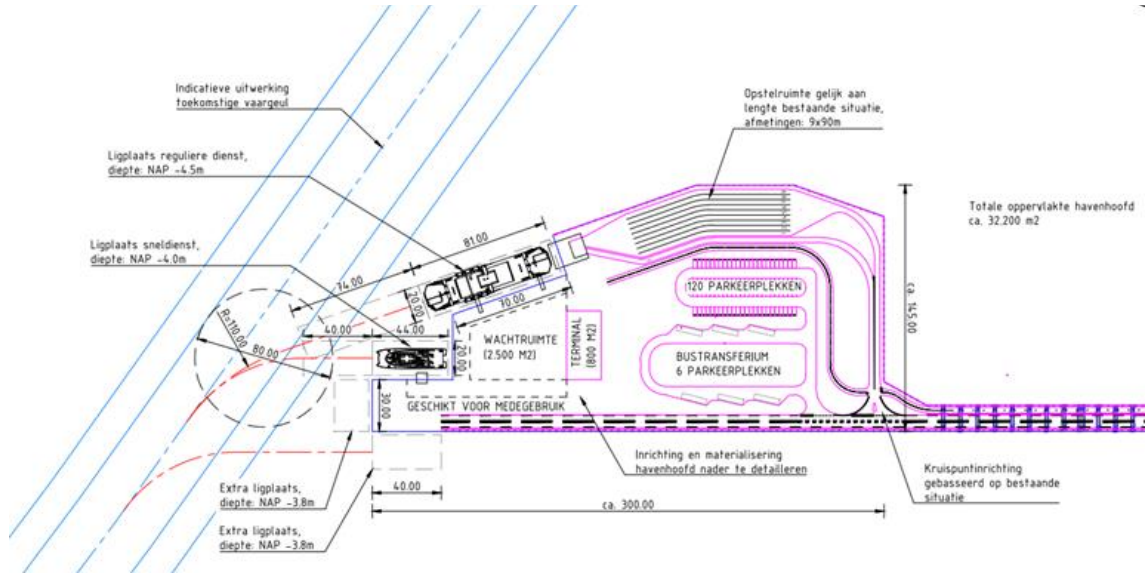 Indicatieve uitwerking
toekomstige vaargeul
Ligplaats reguliere dienst,
diepte: NAP -4.5m
Ligplaats sneldienst,
diepte: NAP -4.0m
Opstelruimte gelijk aan
lengte bestaande situatie,
afmetingen: 9x90m
Totale oppervlakte havenhoofd
ca. 32.200 m2
81.00
74.00
20.00
70.00
R=110.00
80.00
40.00
44.00
20.00
30.00
WACHTRUIMTE
(2.500 M2)
TERMINAL
(800 M2)
120 PARKEERPLEKKEN
BUSTRANSFERIUM
6 PARKEERPLEKKEN
ca. 145.00
GESCHIKT VOOR MEDEGEBRUIK
Inrichting en materialisering
havenhoofd nader te detailleren
Kruispuntinrichting
gebasseerd op bestaande
situatie
Extra ligplaats,
diepte: NAP -3.8m
40.00
ca. 300.00
Extra ligplaats,
diepte: NAP -3.8m